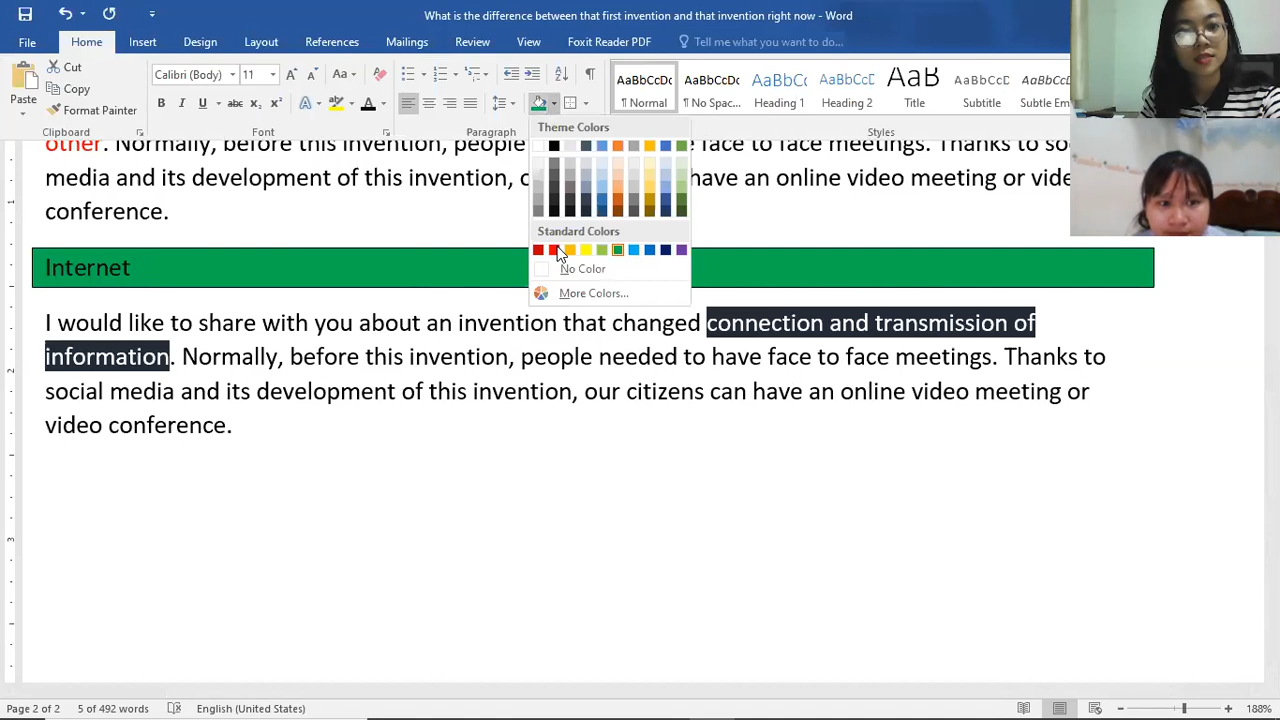 What is the difference between that first invention and that invention right now - Word
File Home Insert Design Layout References Mailings Review View Foxit Reader PDF Tell me what you want to do...
Paste
Cut
Copy
Format Painter
Clipboard
Calibri (Body) 11
Aa
B I U abc X₂ X² A A
Font
Paragraph
AaBbCcDc AaBbCcDc AaBbCcD AaBbCcD AaB AaBbCcD AaBbCcDc
¶ Normal ¶ No Spac... Heading 1 Heading 2 Title Subtitle Subtle Em
Styles
Theme Colors
Standard Colors
No Color
More Colors...
other. Normally, before this invention, people face to face meetings. Thanks to
media and its development of this invention, have an online video meeting or
conference.
Internet
I would like to share with you about an invention that changed connection and transmission of
information. Normally, before this invention, people needed to have face to face meetings. Thanks to
social media and its development of this invention, our citizens can have an online video meeting or
video conference.
Page 2 of 2 5 of 492 words English (United States) 188%